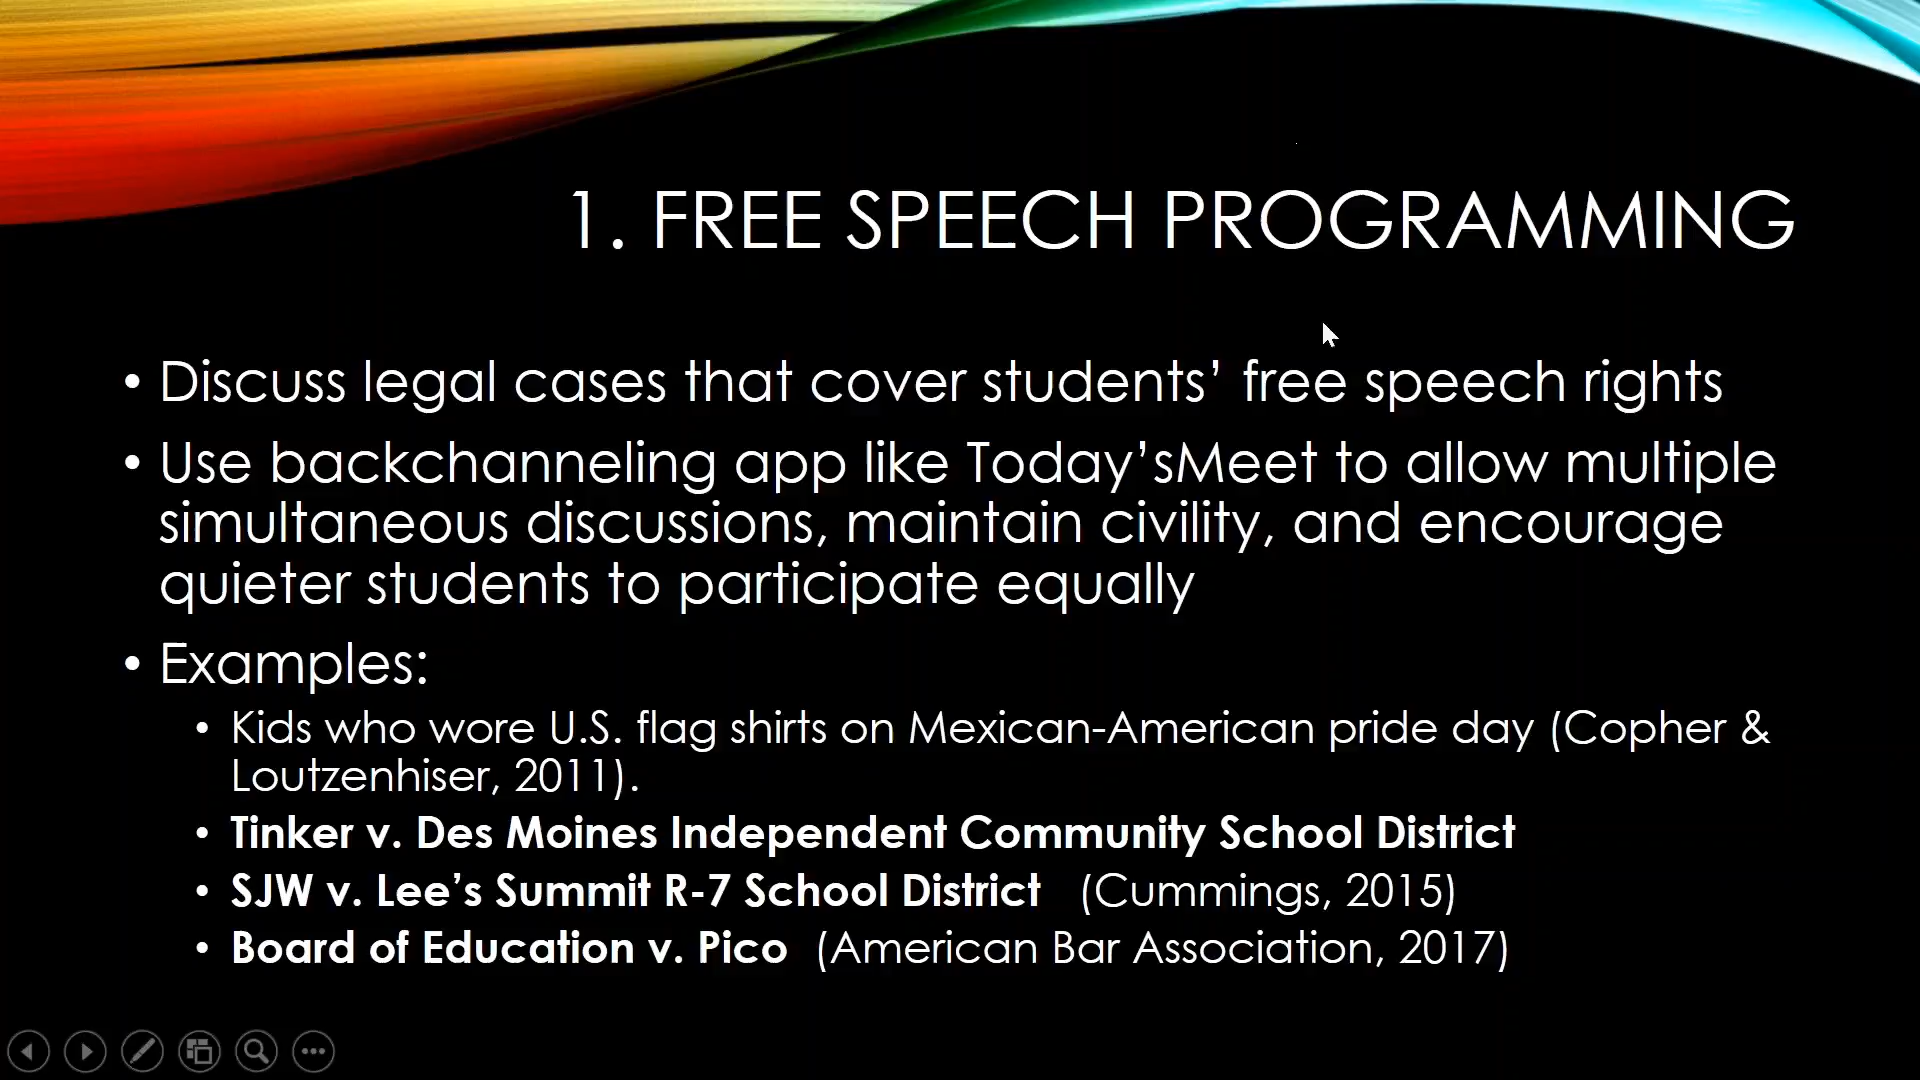 1. FREE SPEECH PROGRAMMING
• Discuss legal cases that cover students’ free speech rights
• Use backchanneling app like Today’sMeet to allow multiple
simultaneous discussions, maintain civility, and encourage
quieter students to participate equally
• Examples:
• Kids who wore U.S. flag shirts on Mexican-American pride day (Copher &
Loutzenhiser, 2011).
• Tinker v. Des Moines Independent Community School District
• SJW v. Lee’s Summit R-7 School District (Cummings, 2015)
• Board of Education v. Pico (American Bar Association, 2017)